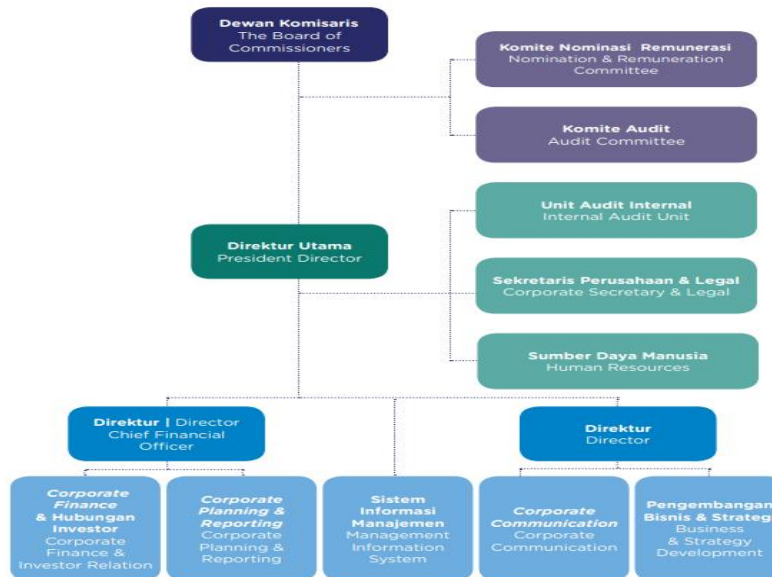 Dewan Komisaris
The Board of
Commissioners
Komite Nominasi Remunerasi
Nomination & Remuneration
Committee
Komite Audit
Audit Committee
Unit Audit Internal
Internal Audit Unit
Direktur Utama
President Director
Sekretaris Perusahaan & Legal
Corporate Secretary & Legal
Sumber Daya Manusia
Human Resources
Direktur | Director
Chief Financial
Officer
Direktur
Director
Corporate
Finance
& Hubungan
Investor
Corporate
Finance &
Investor Relation
Corporate
Planning &
Reporting
Corporate
Planning &
Reporting
Sistem
Informasi
Manajemen
Management
Information
System
Corporate
Communication
Corporate
Communication
Pengembangan
Bisnis & Strategi
Business
& Strategy
Development